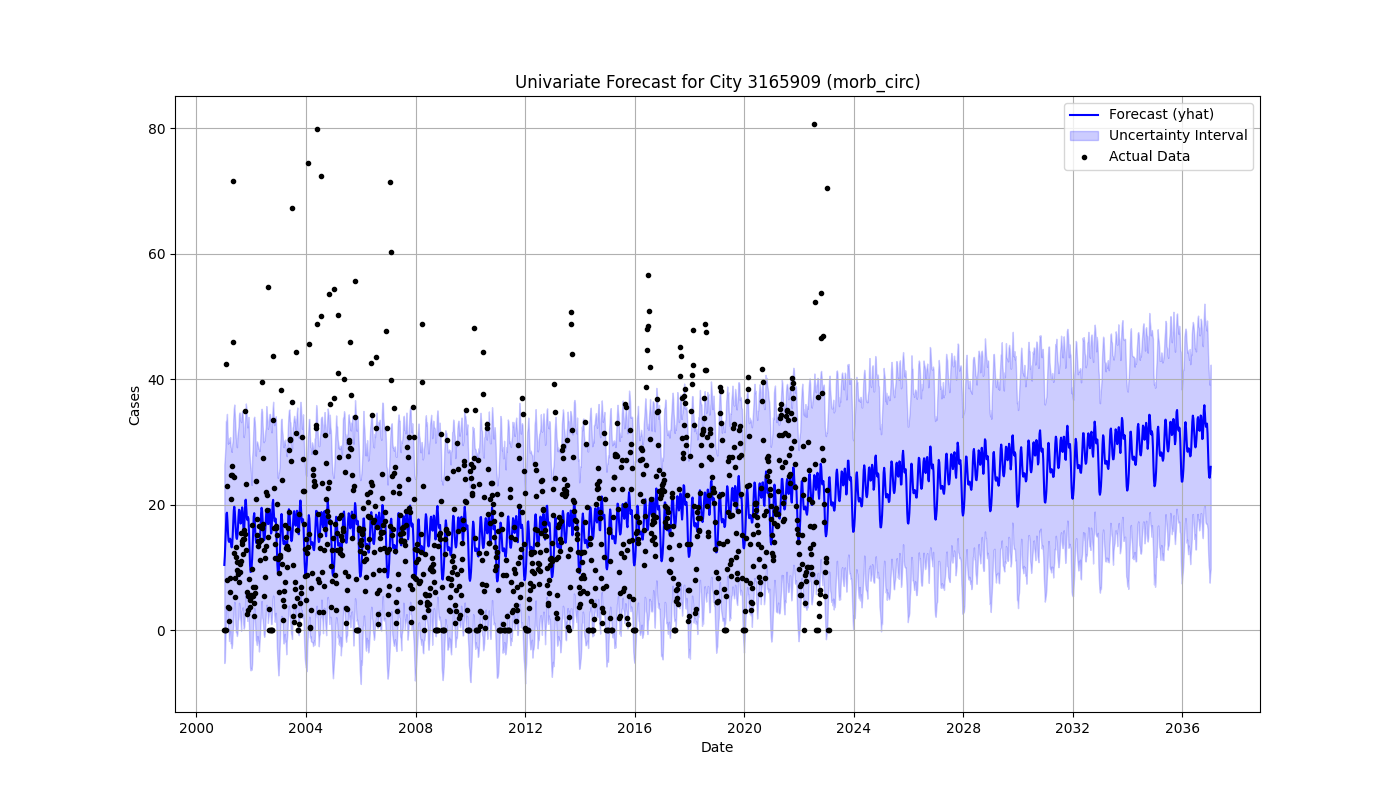 Univariate Forecast for City 3165909 (morb_circ)
Forecast (yhat)
Uncertainty Interval
Actual Data
80
60
40
20
0
Cases
2000 2004 2008 2012 2016 2020 2024 2028 2032 2036
Date